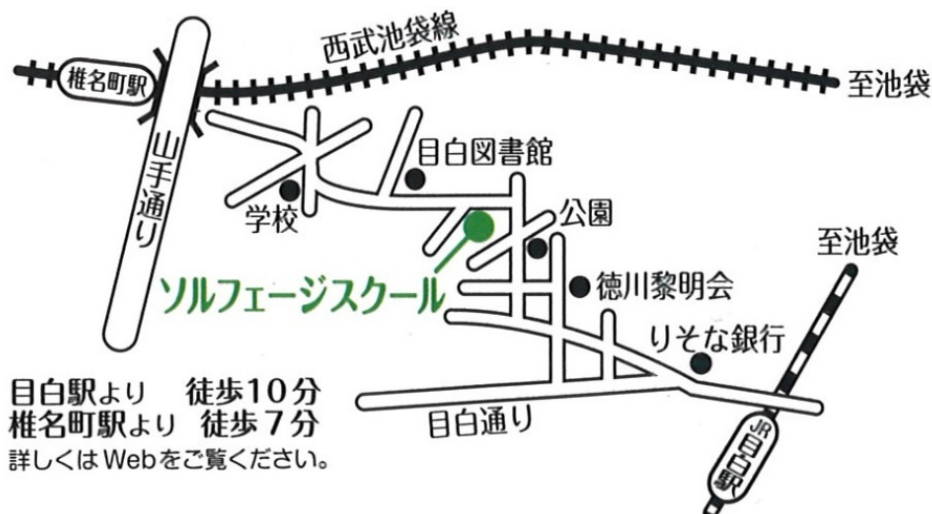 西武池袋線
椎名町駅
至池袋
山手通り
目白図書館
学校
公園
至池袋
ソルフェージスクール
徳川黎明会
りそな銀行
目白駅より 徒歩10分
椎名町駅より 徒歩7分
詳しくはWebをご覧ください。
目白通り
JR目白駅